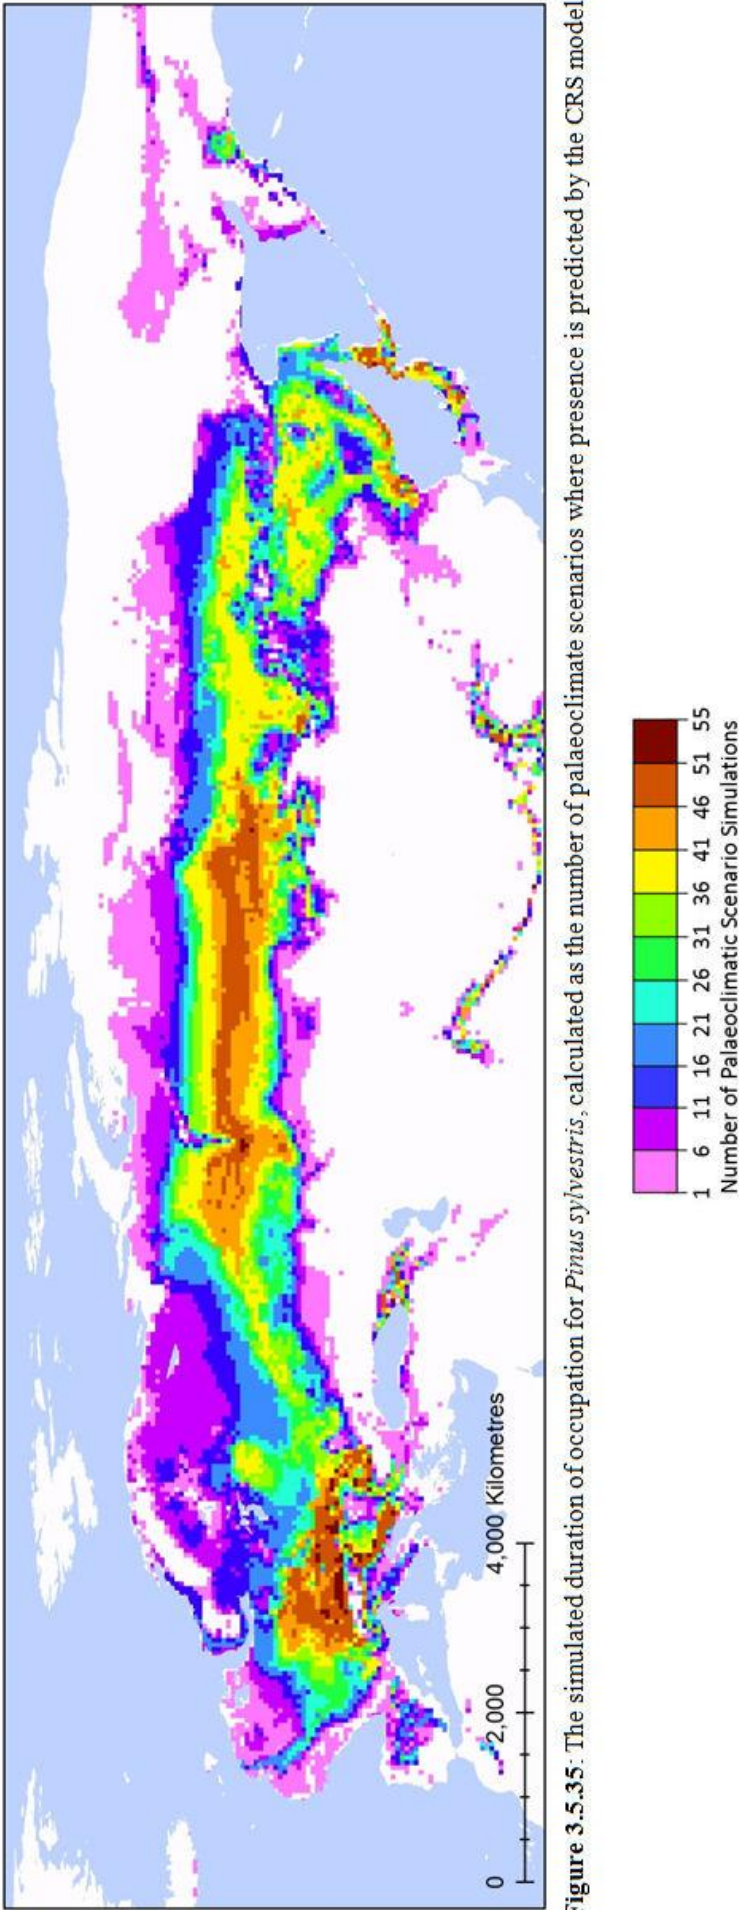 0 2,000 4,000 Kilometres
igure 3.5.35: The simulated duration of occupation for Pinus sylvestris, calculated as the number of palaeoclimate scenarios where presence is predicted by the CRS model
1 6 11 16 21 26 31 36 41 46 51 55
Number of Palaeoclimatic Scenario Simulations